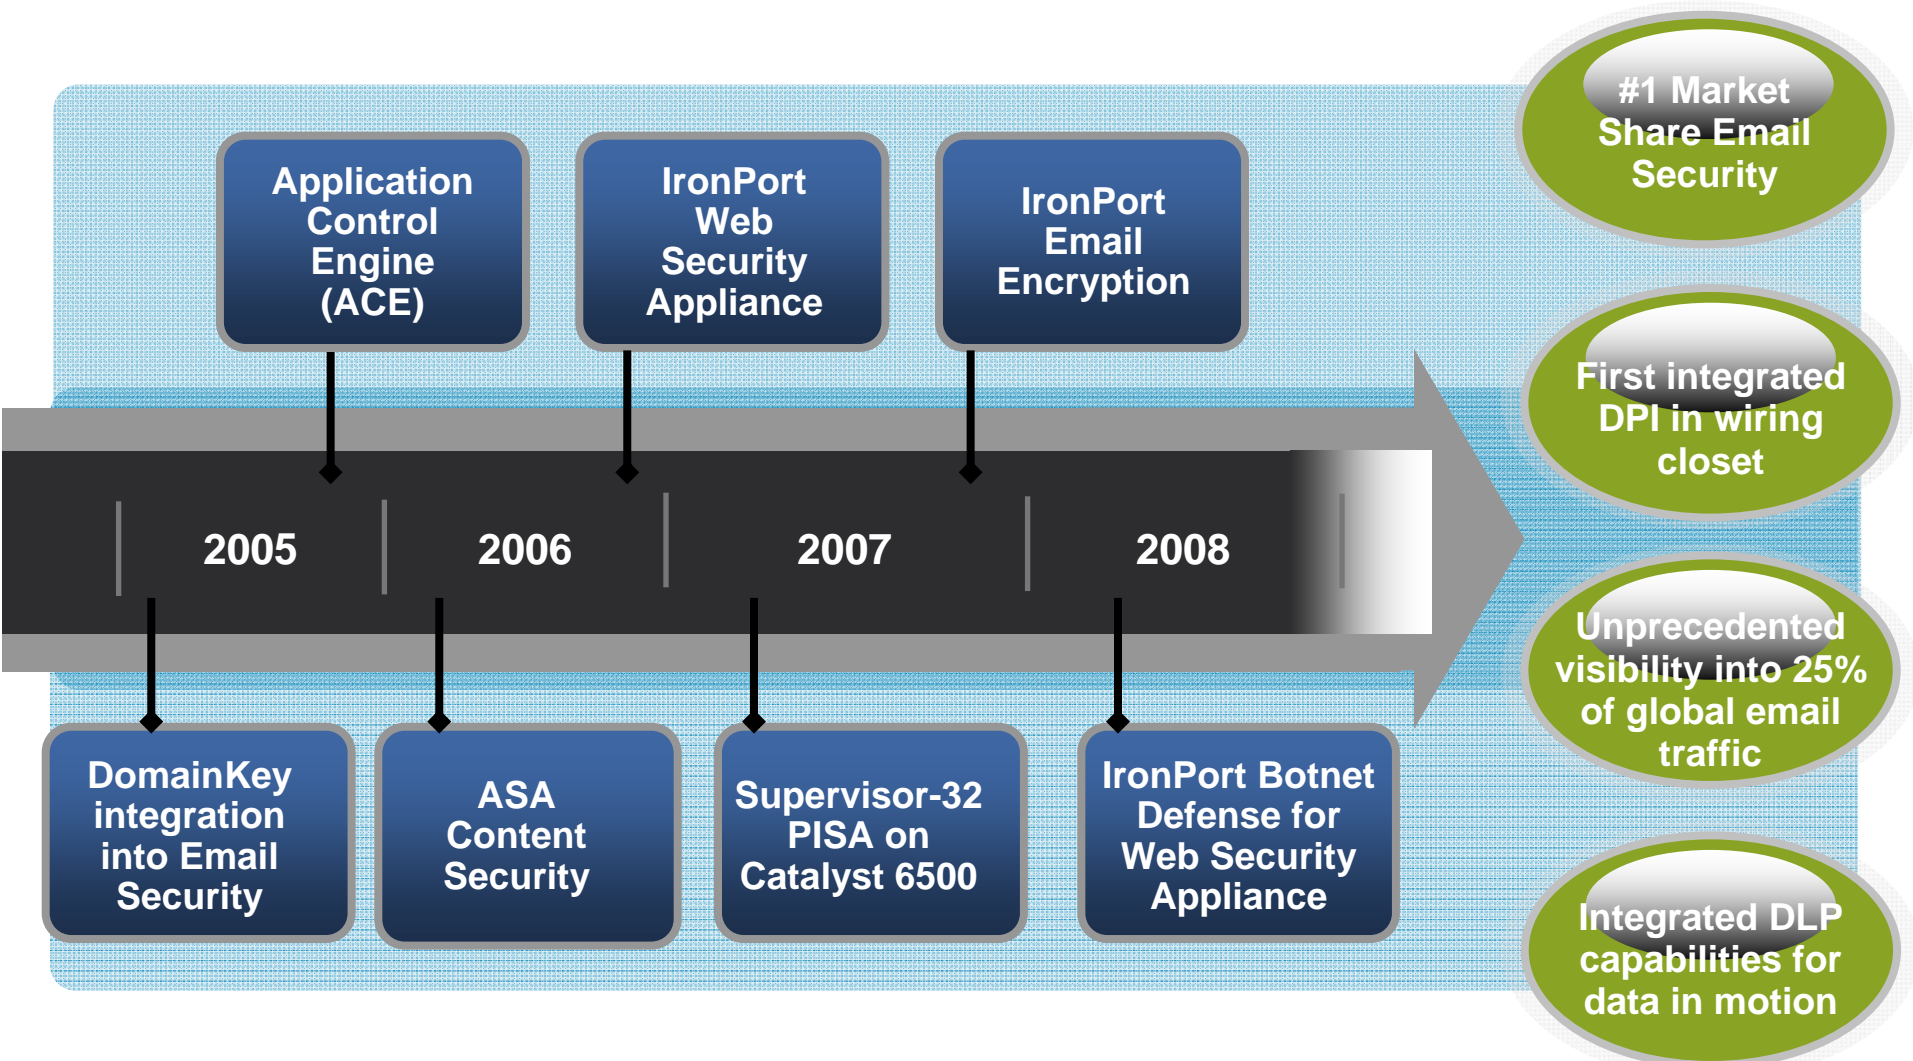 #1 Market
Share Email
Security
Application
Control
Engine
(ACE)
IronPort
Web
Security
Appliance
IronPort
Email
Encryption
First integrated
DPI in wiring
closet
2005
2006
2007
2008
Unprecedented
visibility into 25%
of global email
traffic
DomainKey
integration
into Email
Security
ASA
Content
Security
Supervisor-32
PISA on
Catalyst 6500
IronPort Botnet
Defense for
Web Security
Appliance
Integrated DLP
capabilities for
data in motion